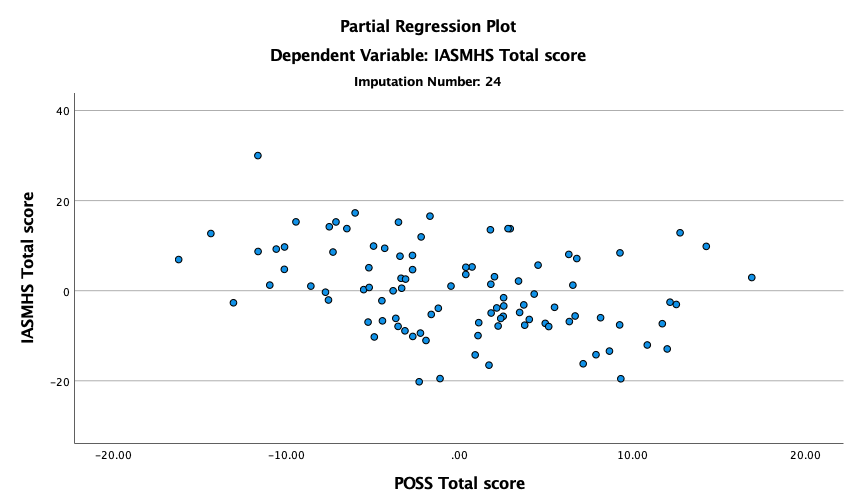 Partial Regression Plot
Dependent Variable: IASMHS Total score
Imputation Number: 24
40
20
0
-20
IASMHS Total score
-20.00
-10.00
.00
10.00
20.00
POSS Total score